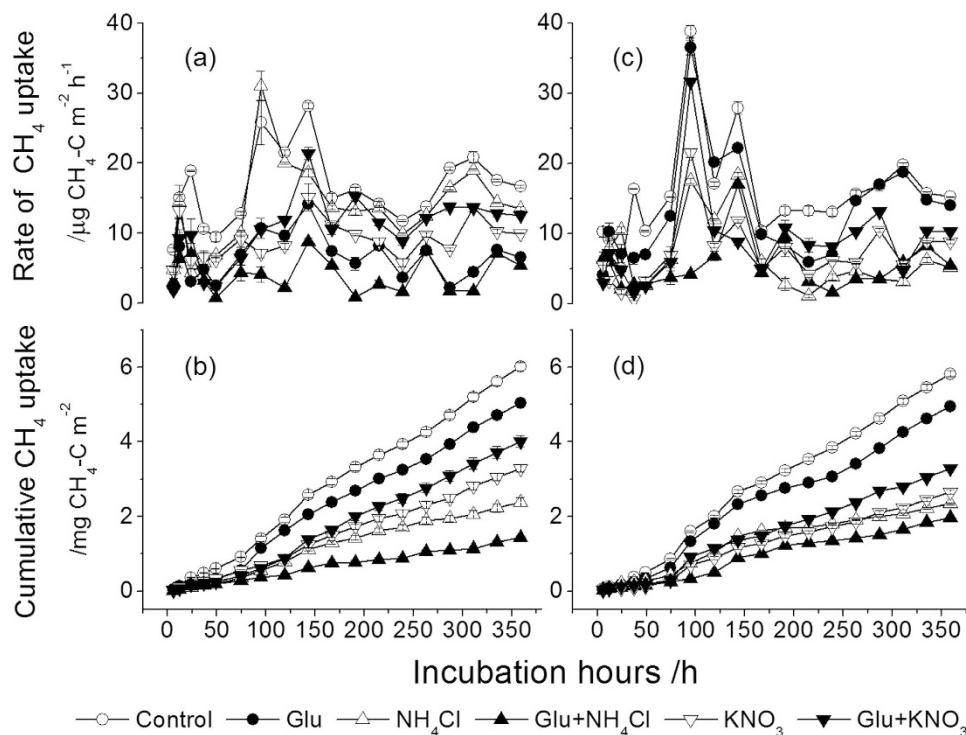 Rate of CH4 uptake
/µg CH4-C m-2 h-1
40
30
20
10
0
(a)
40
30
20
10
0
(c)
Cumulative CH4 uptake
/mg CH4-C m-2
6
4
2
0
(b)
6
4
2
0
(d)
0 50 100 150 200 250 300 350
0 50 100 150 200 250 300 350
Incubation hours /h
Control Glu NH4Cl Glu+NH4Cl KNO3 Glu+KNO3